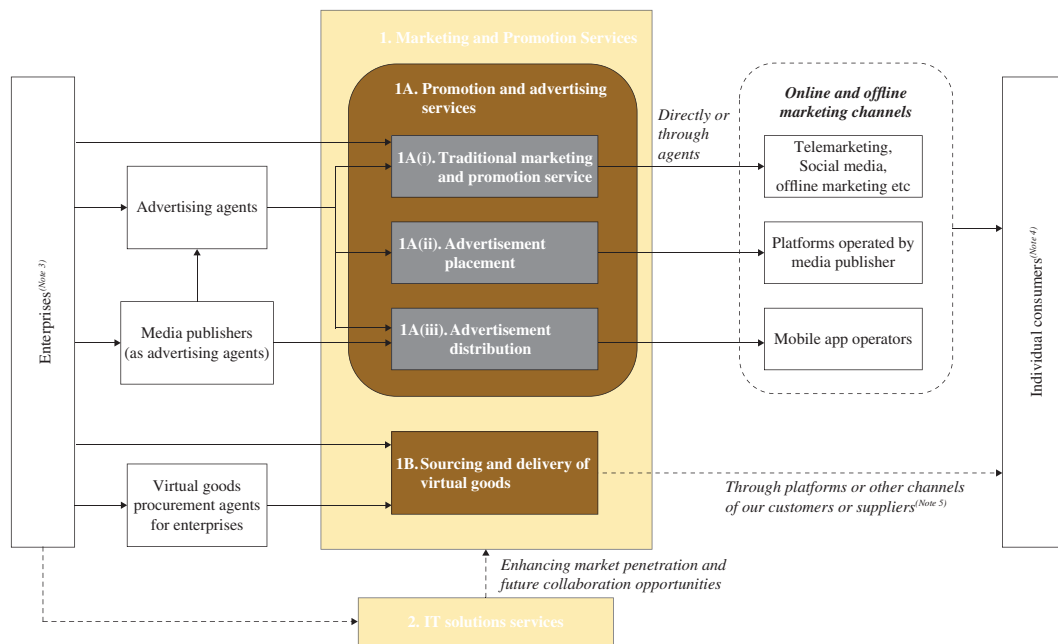 1. Marketing and Promotion Services
1A. Promotion and advertising
services
Online and offline
marketing channels
Directly or
through
agents
1A(i). Traditional marketing
and promotion service
Telemarketing,
Social media,
offline marketing etc
Advertising agents
1A(ii). Advertisement
placement
Platforms operated by
media publisher
Enterprises(Note 3)
Individual consumers(Note 4)
Media publishers
(as advertising agents)
1A(iii). Advertisement
distribution
Mobile app operators
1B. Sourcing and delivery of
virtual goods
Virtual goods
procurement agents
for enterprises
Through platforms or other channels
of our customers or suppliers(Note 5)
Enhancing market penetration and
future collaboration opportunities
2. IT solutions services